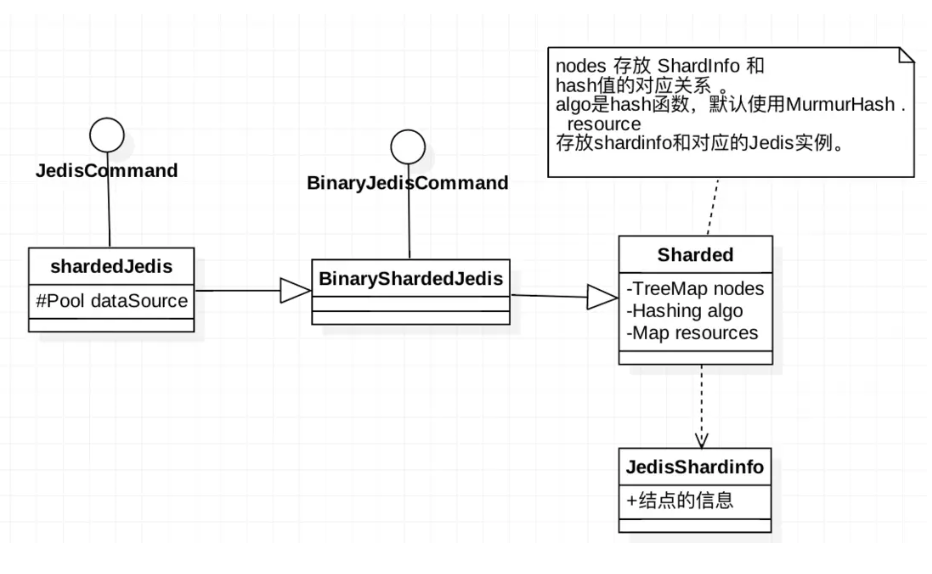 nodes 存放 ShardInfo 和
hash值的对应关系 。
algo是hash函数，默认使用MurmurHash .
resource
存放shardinfo和对应的Jedis实例。
JedisCommand
BinaryJedisCommand
shardedJedis
#Pool dataSource
BinaryShardedJedis
Sharded
-TreeMap nodes
-Hashing algo
-Map resources
JedisShardinfo
+结点的信息